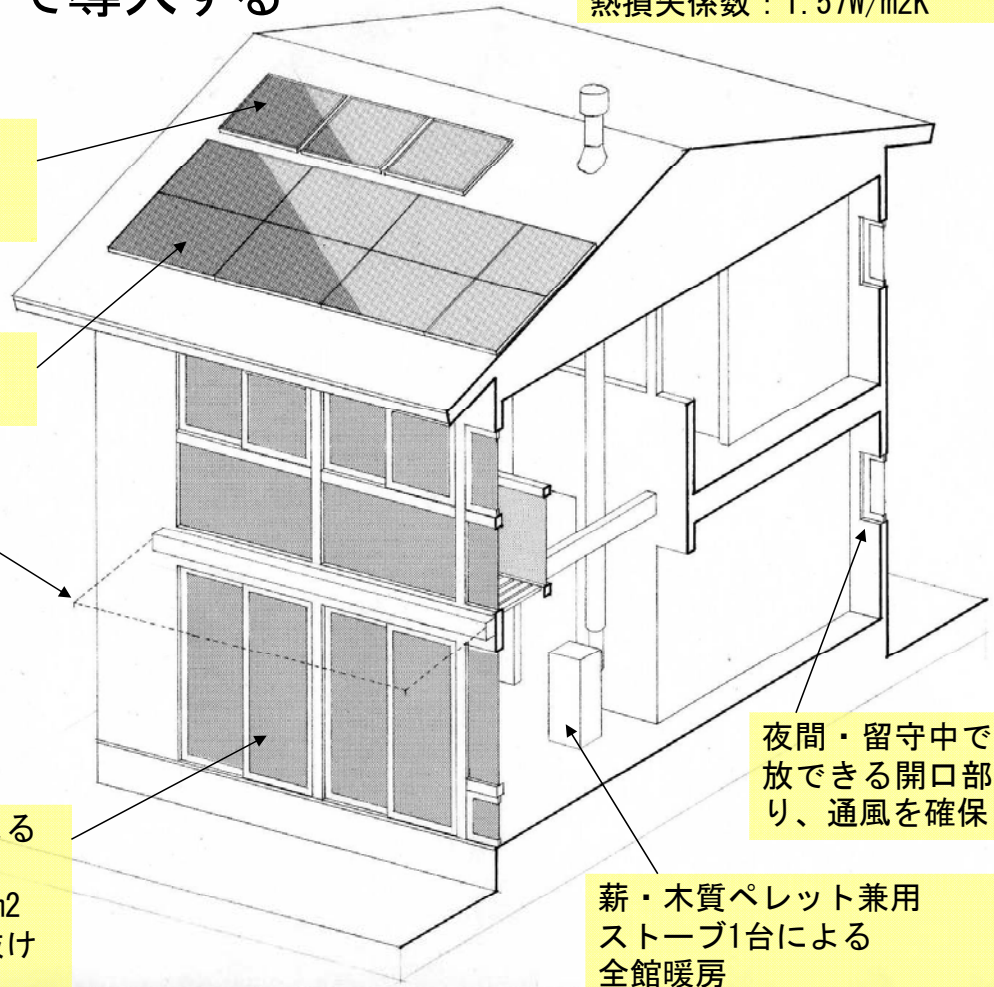 導入する
熱損失係数：1.57W/m2K
夜間・留守中で
放できる開口部
り、通風を確保
る
m2
抜け
薪・木質ペレット兼用
ストーブ1台による
全館暖房